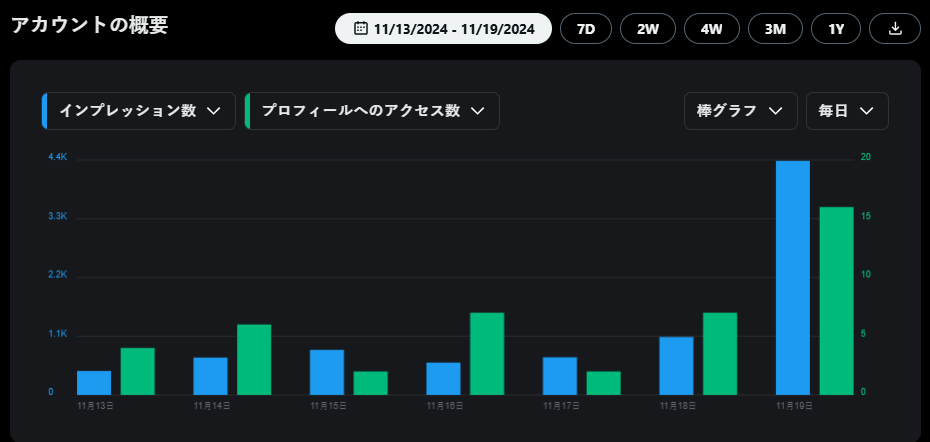 アカウントの概要
11/13/2024 - 11/19/2024 7D 2W 4W 3M 1Y
インプレッション数 プロフィールへのアクセス数 棒グラフ 毎日
4.4K 20
3.3K 15
2.2K 10
1.1K 5
0 0
11月13日 11月14日 11月15日 11月16日 11月17日 11月18日 11月19日